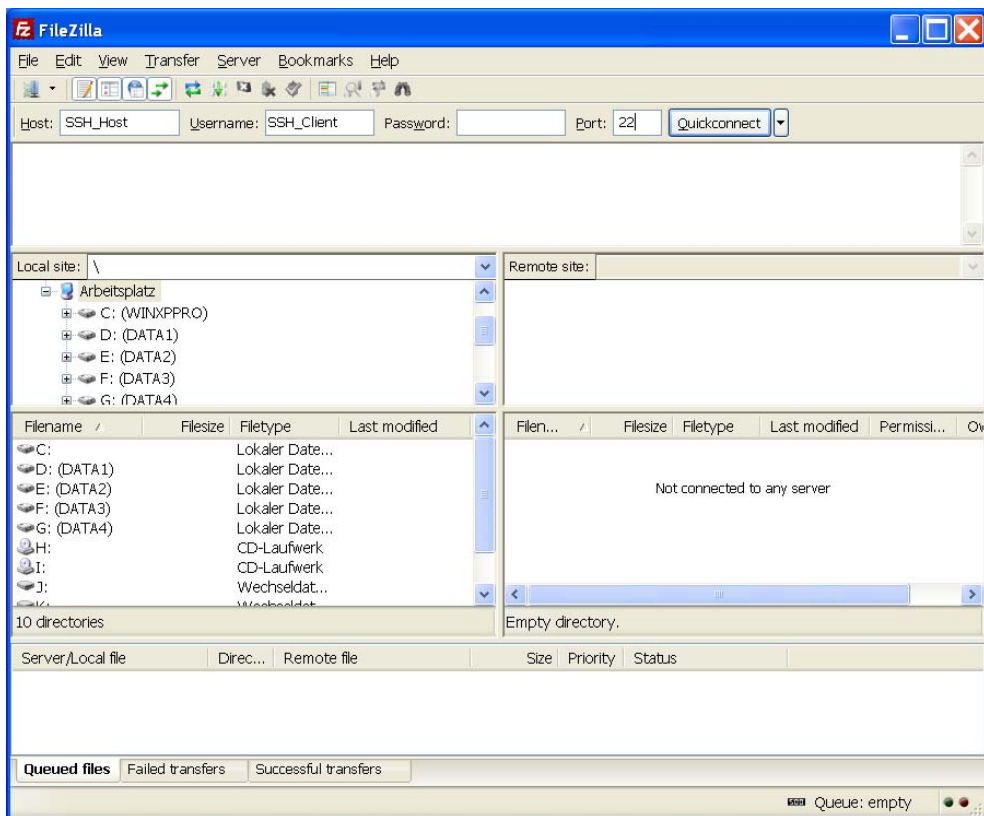 FileZilla
File Edit View Transfer Server Bookmarks Help
Host: SSH_Host Username: SSH_Client Password: Port: 22 Quickconnect
Local site: \
Remote site:
Arbeitsplatz
C: (WINXPPRO)
D: (DATA1)
E: (DATA2)
F: (DATA3)
G: (DATA4)
Filename Filesize Filetype Last modified
C: Lokaler Date...
D: (DATA1) Lokaler Date...
E: (DATA2) Lokaler Date...
F: (DATA3) Lokaler Date...
G: (DATA4) Lokaler Date...
H: CD-Laufwerk
I: CD-Laufwerk
J: Wechseldat...
K: Wechseldat...
10 directories
Filen... Filesize Filetype Last modified Permissi... Ow
Not connected to any server
Empty directory.
Server/Local file Direc... Remote file Size Priority Status
Queued files Failed transfers Successful transfers
Queue: empty